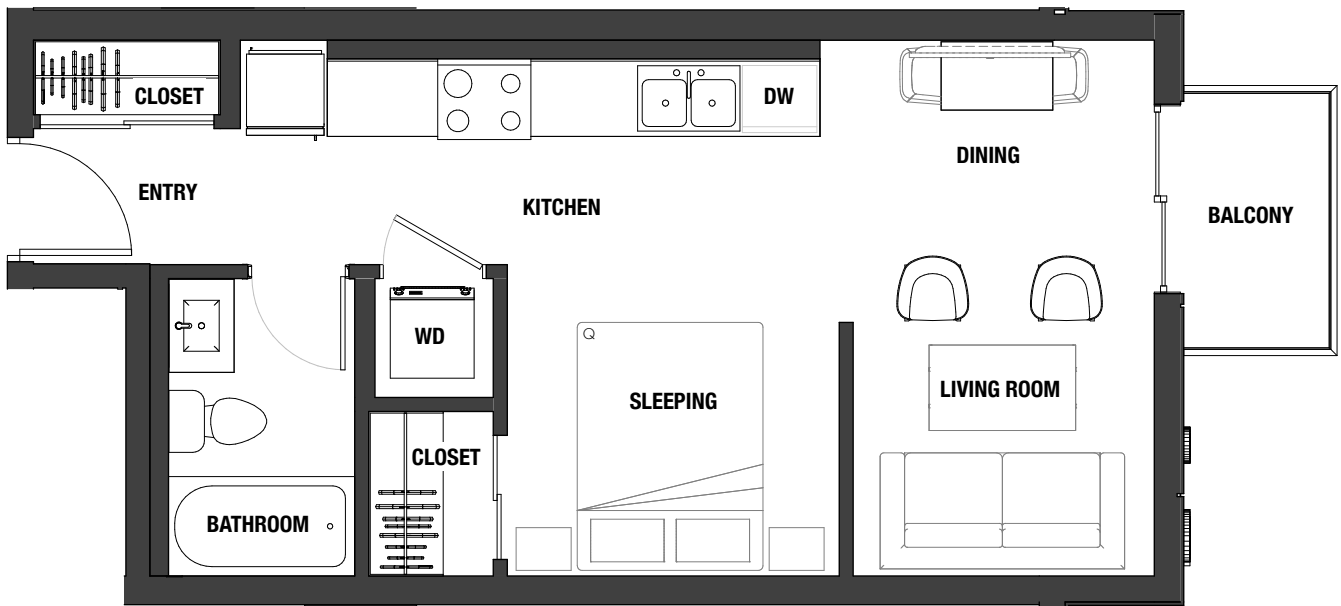 CLOSET
DW
DINING
ENTRY
KITCHEN
BALCONY
WD
Q
SLEEPING
LIVING ROOM
CLOSET
BATHROOM